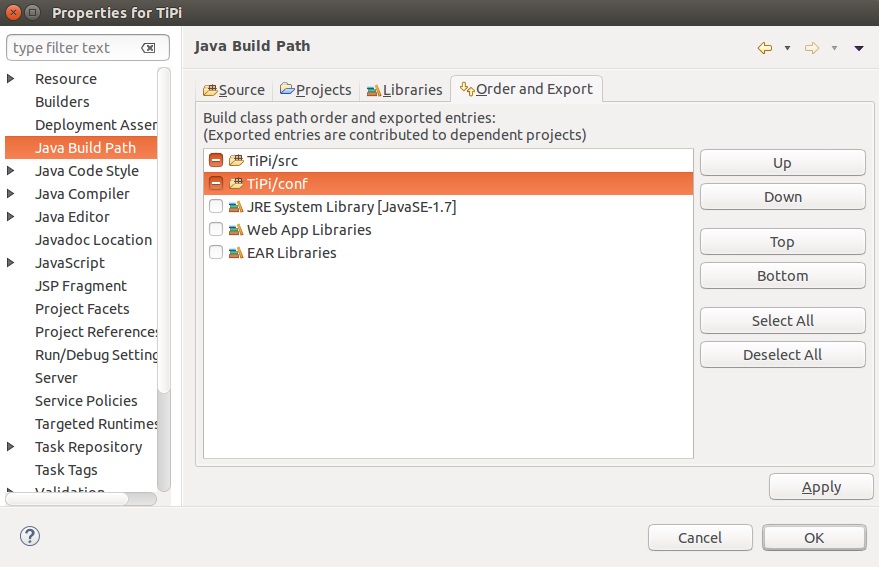 Properties for TiPi
type filter text
Resource
Builders
Deployment Asser
Java Build Path
Java Code Style
Java Compiler
Java Editor
Javadoc Location
JavaScript
JSP Fragment
Project Facets
Project References
Run/Debug Setting
Server
Service Policies
Targeted Runtimes
Task Repository
Task Tags
Validation
Java Build Path
Source
Projects
Libraries
Order and Export
Build class path order and exported entries:
(Exported entries are contributed to dependent projects)
TiPi/src
TiPi/conf
JRE System Library [JavaSE-1.7]
Web App Libraries
EAR Libraries
Up
Down
Top
Bottom
Select All
Deselect All
Apply
?
Cancel
OK